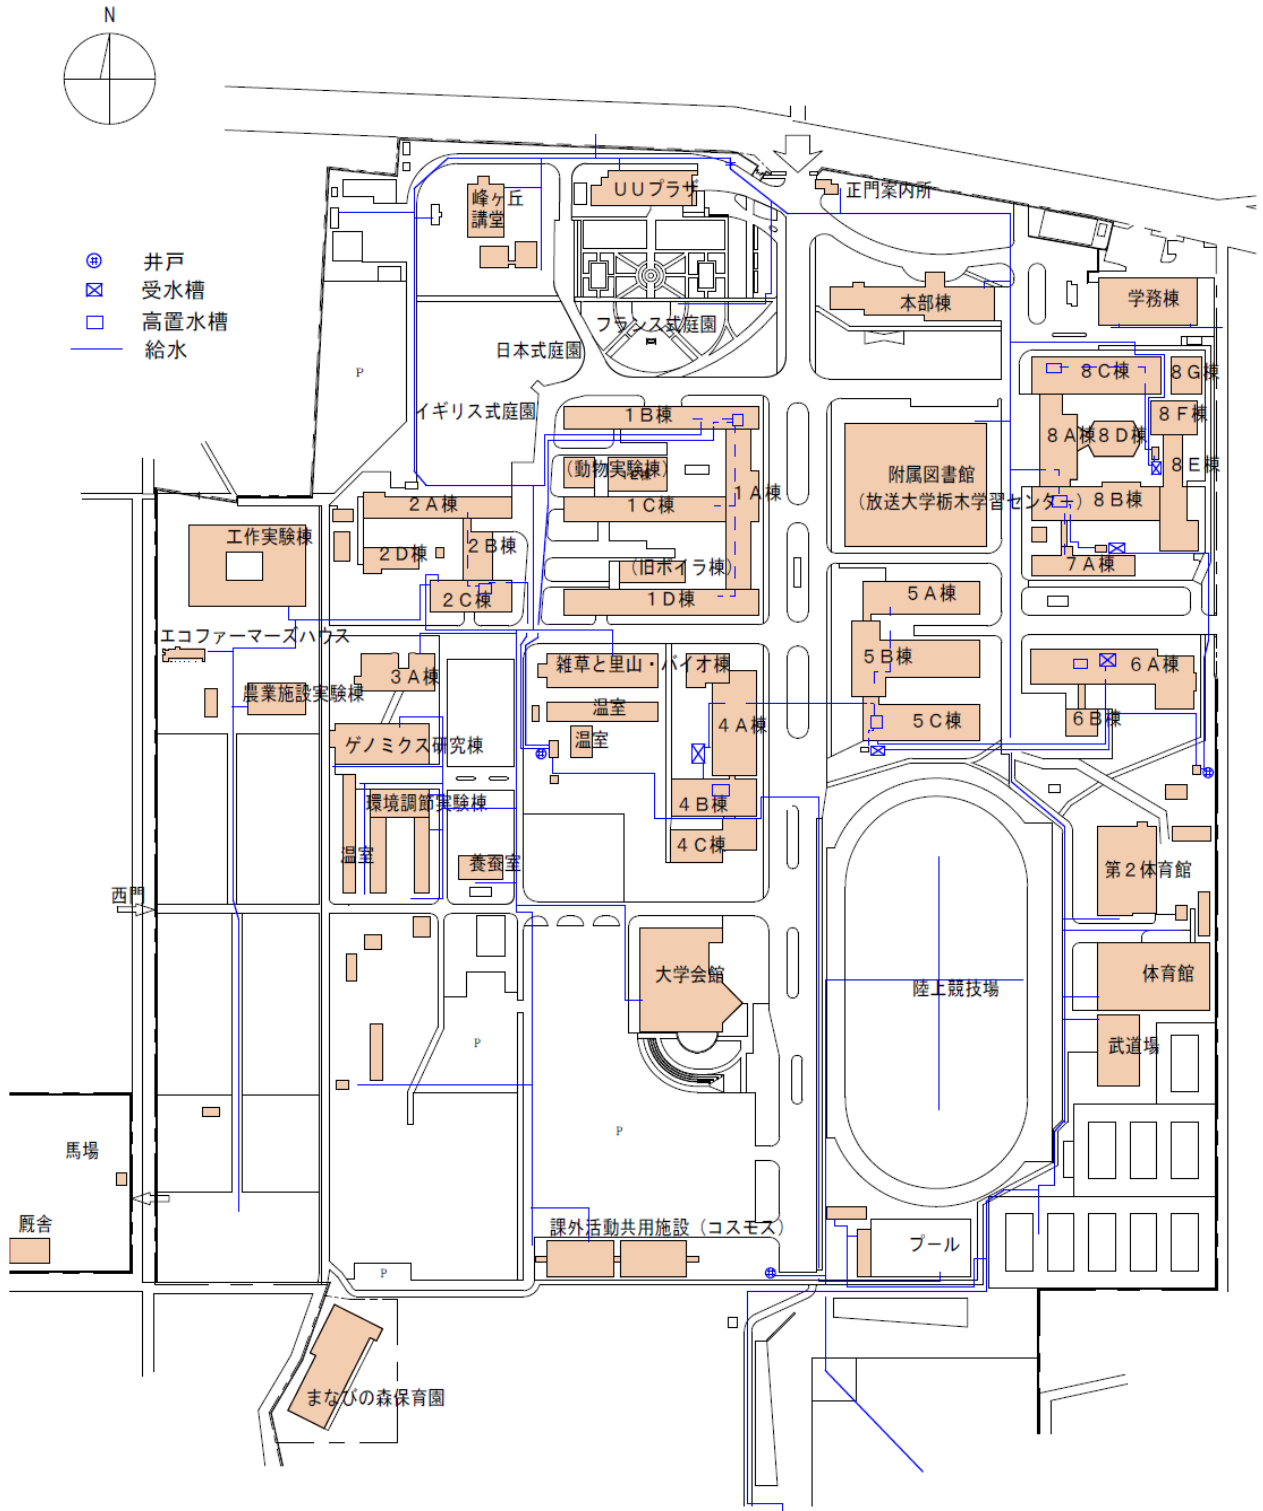 N
井戸
受水槽
高置水槽
給水
峰ヶ丘
講堂
UUプラザ
正門案内所
本部棟
学務棟
フランス式庭園
日本式庭園
P
イギリス式庭園
8C棟
8G棟
8F棟
8A棟
8D棟
8E棟
8B棟
7A棟
1B棟
(動物実験棟)
1A棟
1C棟
(旧ボイラ棟)
1D棟
附属図書館
(放送大学栃木学習センター)
2A棟
2B棟
2D棟
2C棟
工作実験棟
エコファーマーズハウス
農業施設実験棟
3A棟
ゲノミクス研究棟
環境調節実験棟
温室
養蚕室
雑草と里山・バイオ棟
温室
温室
4A棟
4B棟
4C棟
5A棟
5B棟
5C棟
6A棟
6B棟
西門
大学会館
陸上競技場
第2体育館
体育館
武道場
P
P
馬場
厩舎
課外活動共用施設(コスモス)
プール
P
まなびの森保育園